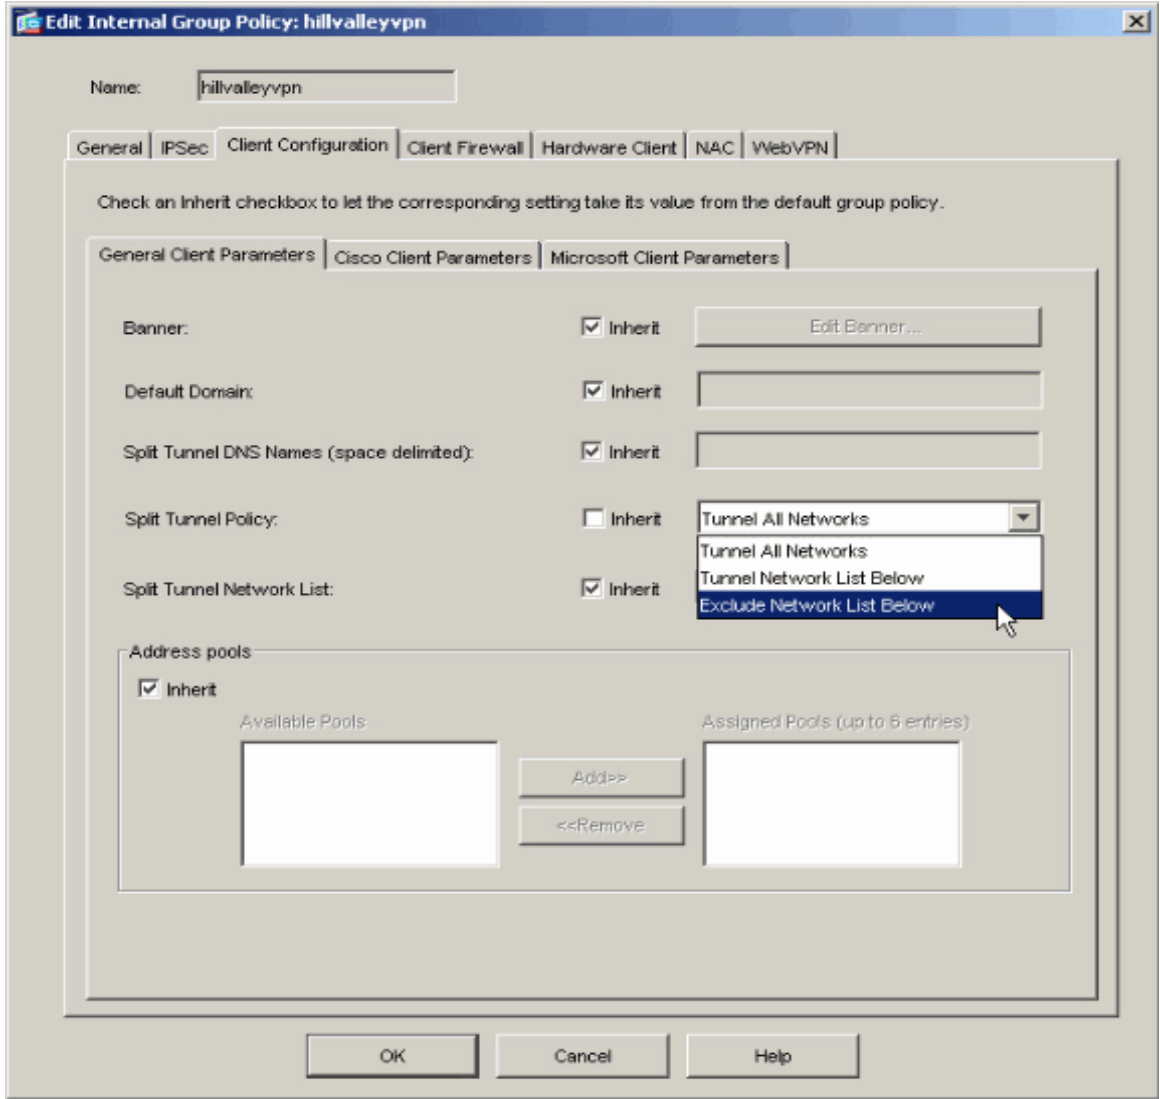 Edit Internal Group Policy: hillvalleyvpn
Name: hillvalleyvpn
General IPSec Client Configuration Client Firewall Hardware Client NAC WebVPN
Check an Inherit checkbox to let the corresponding setting take its value from the default group policy.
General Client Parameters Cisco Client Parameters Microsoft Client Parameters
Banner: Inherit Edit Banner...
Default Domain: Inherit
Split Tunnel DNS Names (space delimited): Inherit
Split Tunnel Policy: Inherit Tunnel All Networks
Tunnel All Networks
Tunnel Network List Below
Split Tunnel Network List: Inherit
Exclude Network List Below
Address pools
Inherit
Available Pools Assigned Pools (up to 6 entries)
Add>>
<<Remove
OK Cancel Help